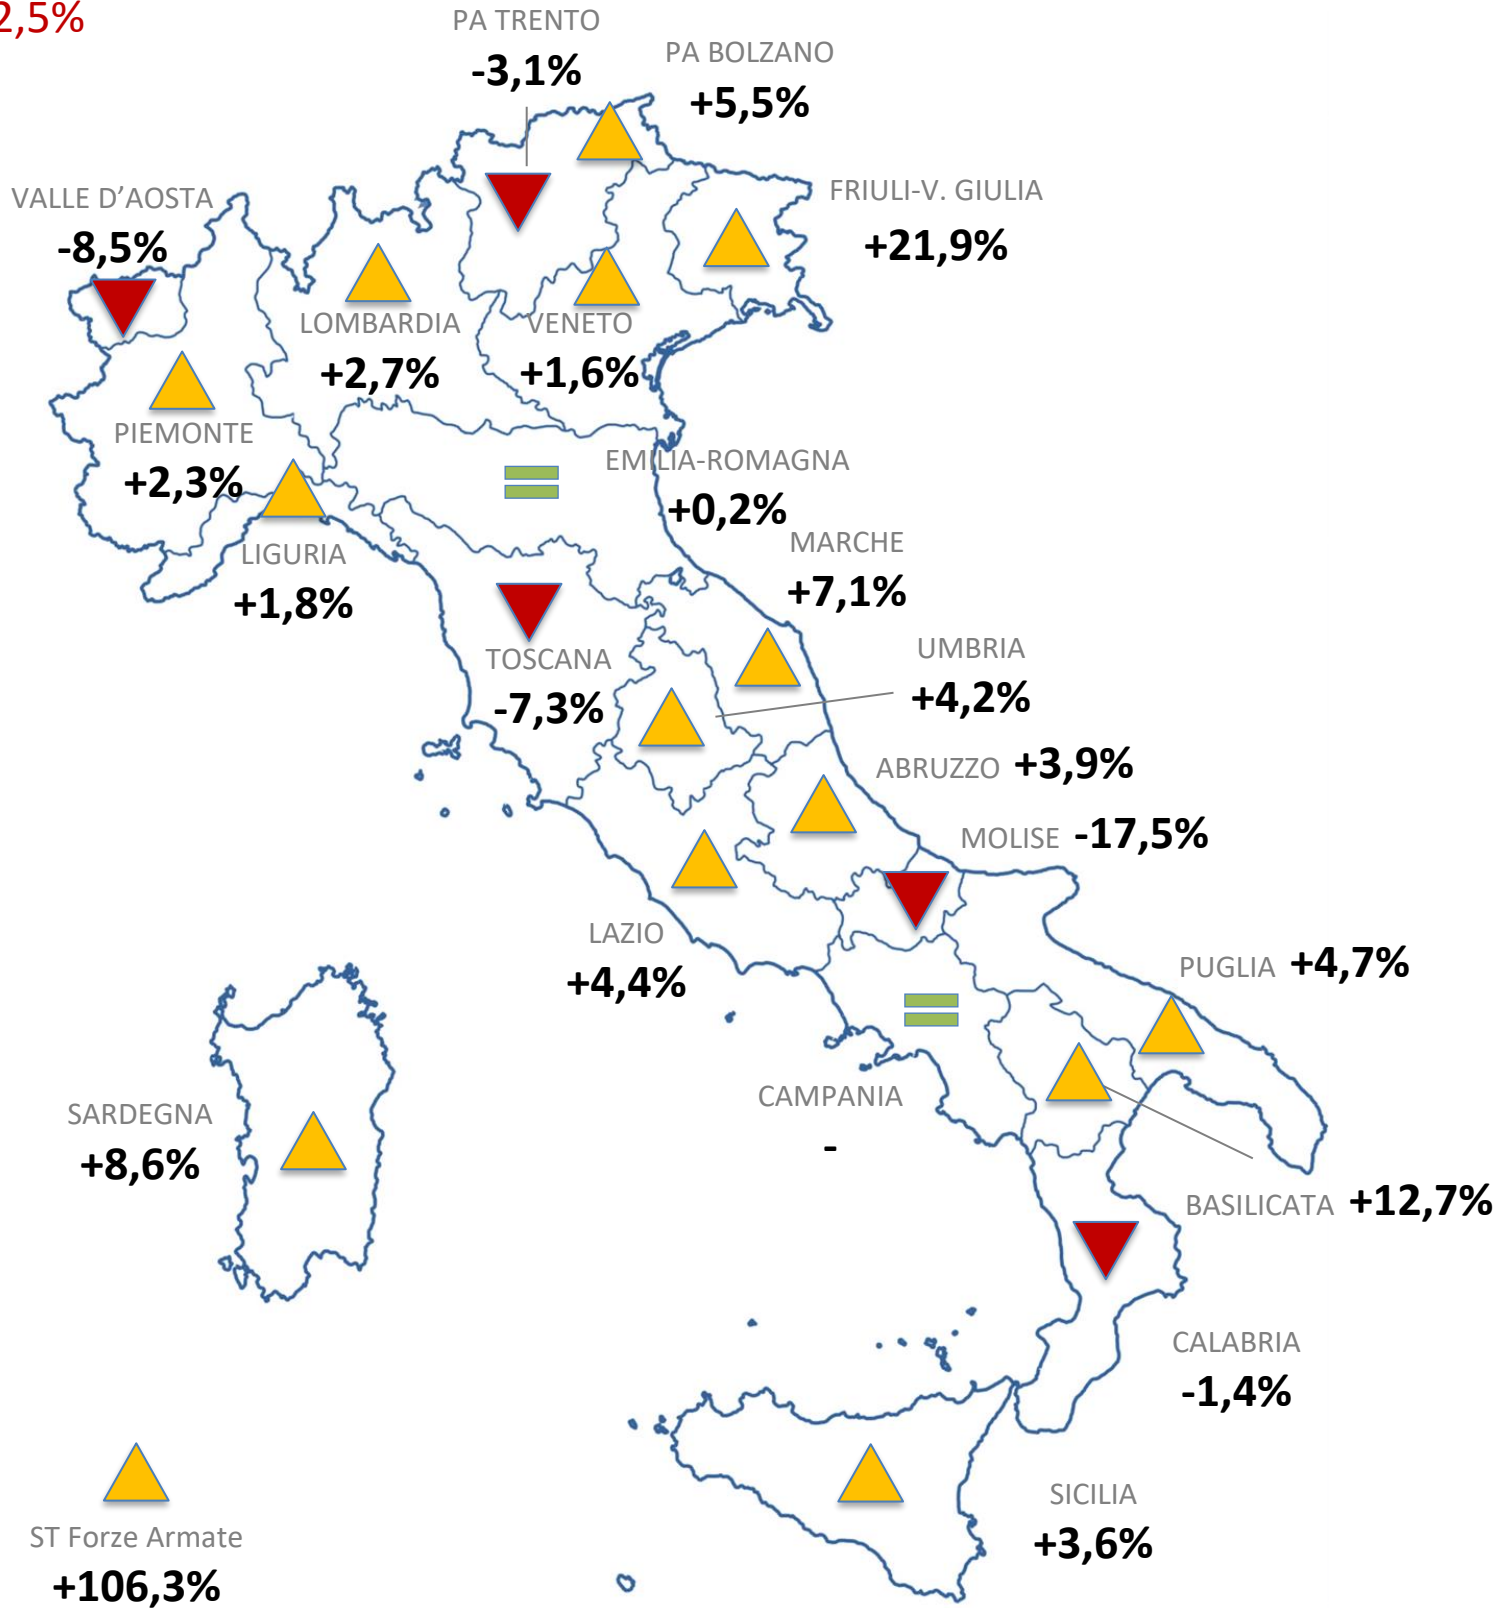 2,5%
PA TRENTO
-3,1%
PA BOLZANO
+5,5%
VALLE D’AOSTA
-8,5%
FRIULI-V. GIULIA
+21,9%
LOMBARDIA
+2,7%
VENETO
+1,6%
PIEMONTE
+2,3%
EMILIA-ROMAGNA
+0,2%
LIGURIA
+1,8%
MARCHE
+7,1%
TOSCANA
-7,3%
UMBRIA
+4,2%
ABRUZZO +3,9%
MOLISE -17,5%
LAZIO
+4,4%
PUGLIA +4,7%
CAMPANIA
-
SARDEGNA
+8,6%
BASILICATA +12,7%
CALABRIA
-1,4%
SICILIA
+3,6%
ST Forze Armate
+106,3%